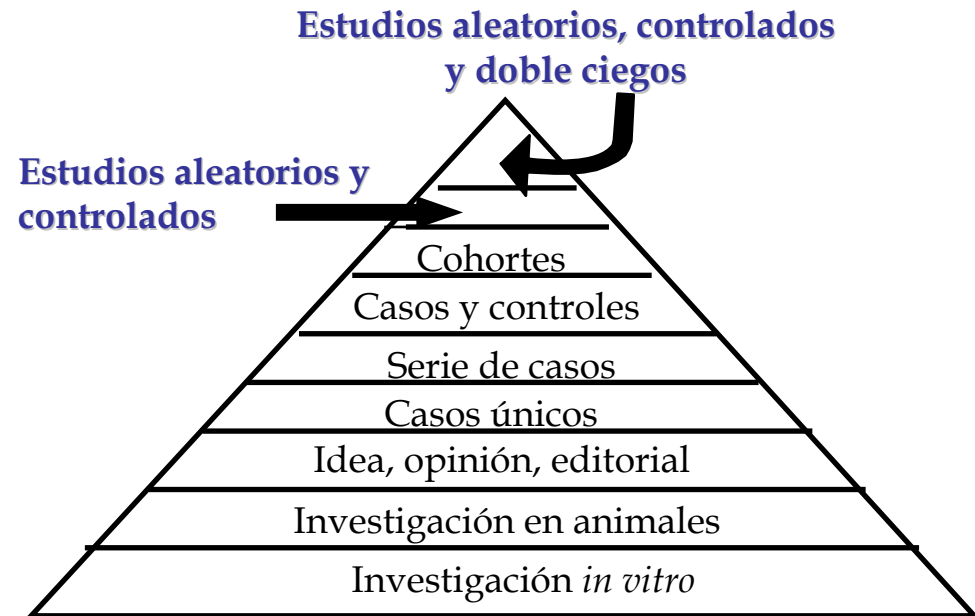 Estudios aleatorios, controlados
y doble ciegos
Estudios aleatorios y
controlados
Cohortes
Casos y controles
Serie de casos
Casos únicos
Idea, opinión, editorial
Investigación en animales
Investigación in vitro